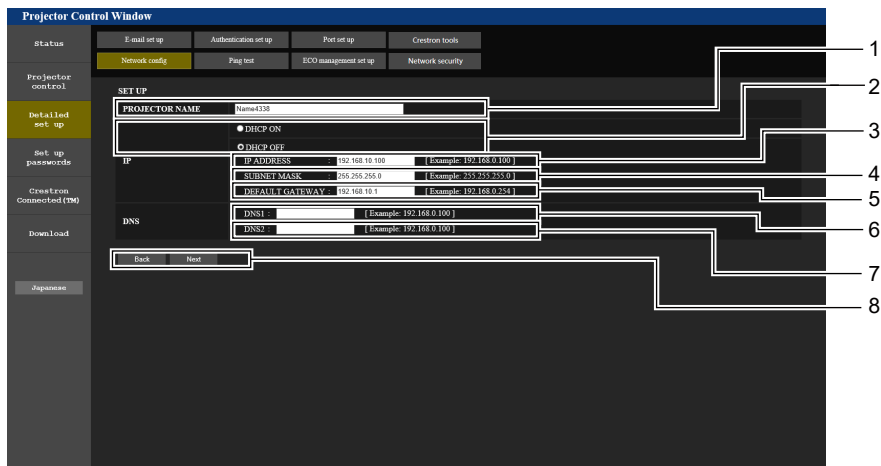 Projector Control Window
Status
E-mail set up
Authentication set up
Port set up
Crestron tools
Network config
Ping test
ECO management set up
Network security
Projector
control
Detailed
set up
Set up
passwords
Crestron
Connected(TM)
Download
Japanese
SET UP
PROJECTOR NAME Name4338
DHCP ON
DHCP OFF
IP
IP ADDRESS : 192.168.10.100 [ Example: 192.168.0.100 ]
SUBNET MASK : 255.255.255.0 [ Example: 255.255.255.0 ]
DEFAULT GATEWAY : 192.168.10.1 [ Example: 192.168.0.254 ]
DNS
DNS1 : [ Example: 192.168.0.100 ]
DNS2 : [ Example: 192.168.0.100 ]
Back Next
1
2
3
4
5
6
7
8